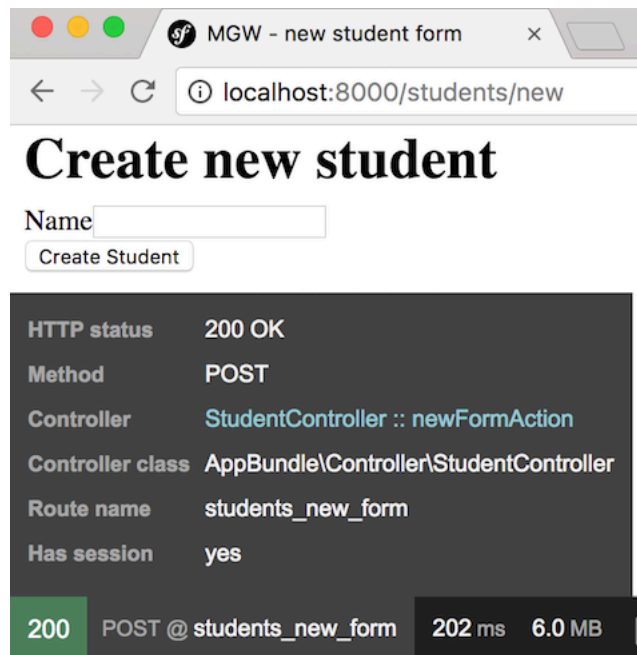 sf MGW - new student form ×
localhost:8000/students/new
Create new student
Name
Create Student
HTTP status 200 OK
Method POST
Controller StudentController :: newFormAction
Controller class AppBundle\Controller\StudentController
Route name students_new_form
Has session yes
200 POST @ students_new_form 202 ms 6.0 MB